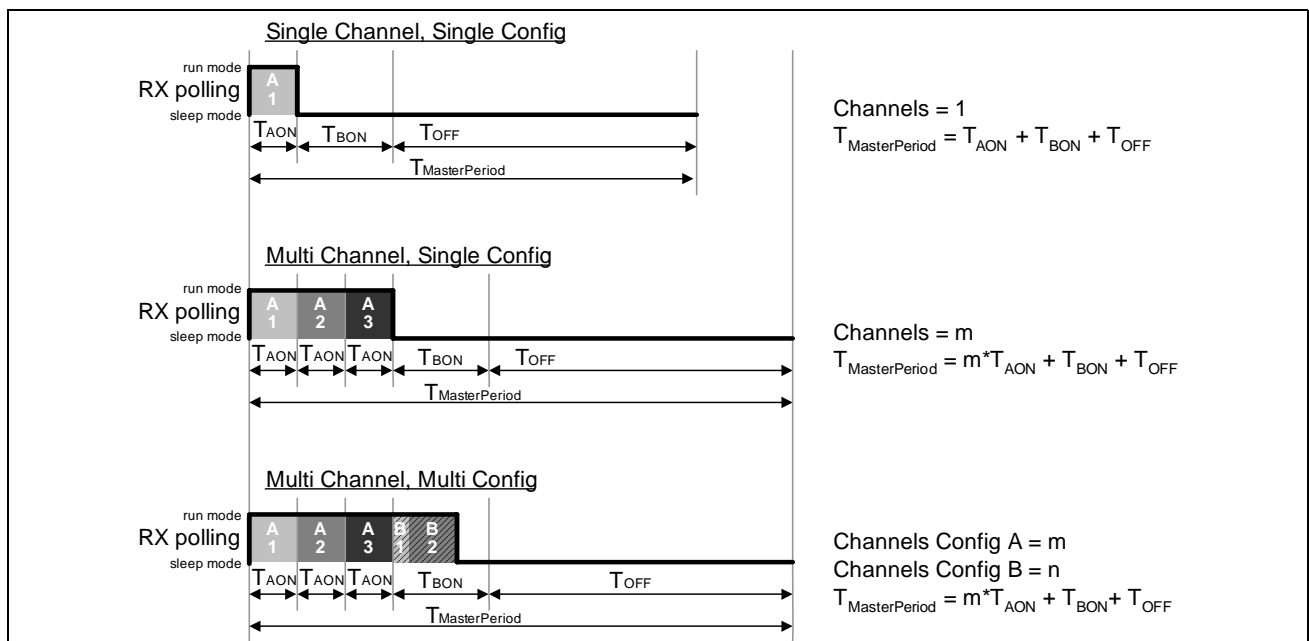 Single Channel, Single Config
run mode
RX polling
sleep mode
A
1
TAON
TBON
TOFF
TMasterPeriod
Channels = 1
TMasterPeriod = TAON + TBON + TOFF
Multi Channel, Single Config
run mode
RX polling
sleep mode
A A A
1 2 3
TAON TAON TAON TBON TOFF
TMasterPeriod
Channels = m
TMasterPeriod = m*TAON + TBON + TOFF
Multi Channel, Multi Config
run mode
RX polling
sleep mode
A A A B B
1 2 3 1 2
TAON TAON TAON TBON TOFF
TMasterPeriod
Channels Config A = m
Channels Config B = n
TMasterPeriod = m*TAON + TBON+ TOFF